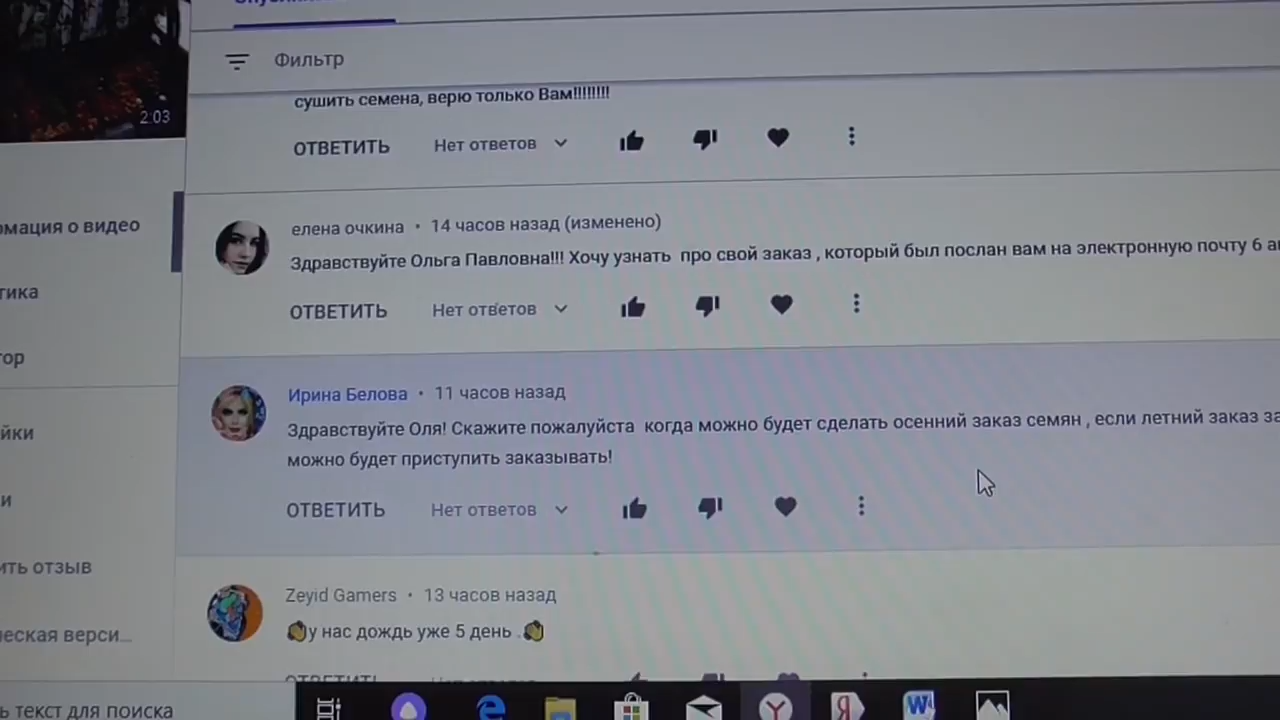 Фильтр
сушить семена, верю только Вам!!!!!!!!
2:03
ОТВЕТИТЬ Нет ответов
елена очкина • 14 часов назад (изменено)
Здравствуйте Ольга Павловна!!! Хочу узнать про свой заказ , который был послан вам на электронную почту 6
ОТВЕТИТЬ Нет ответов
Ирина Белова • 11 часов назад
Здравствуйте Оля! Скажите пожалуйста когда можно будет сделать осенний заказ семян , если летний заказ
можно будет приступить заказывать!
ОТВЕТИТЬ Нет ответов
Zeyid Gamers • 13 часов назад
у нас дождь уже 5 день .
мация о видео
тика
ор
йки
и
ить отзыв
ческая верси...
ь текст для поиска